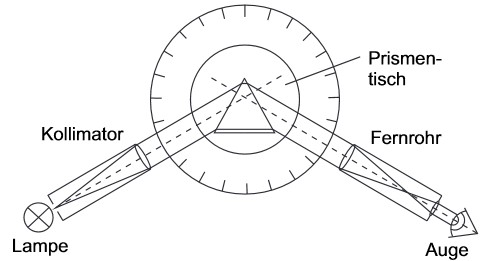 Prismen-
tisch
Kollimator
Fernrohr
Lampe
Auge